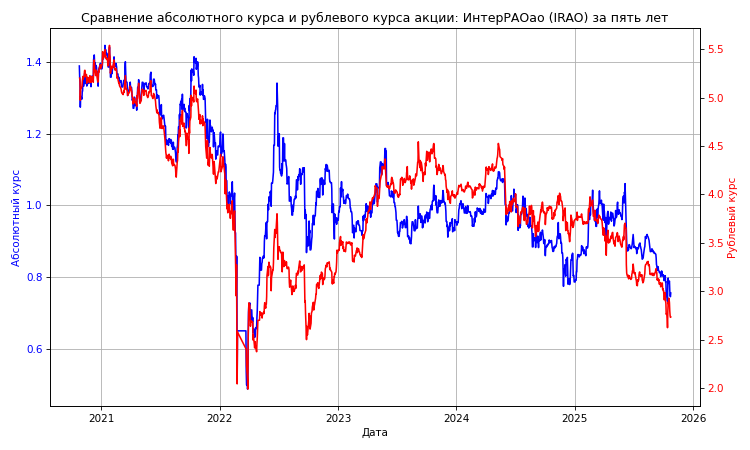 Сравнение абсолютного курса и рублевого курса акции: ИнтерРАОао (IRAO) за пять лет
Абсолютный курс
1.4
1.2
1.0
0.8
0.6
5.5
5.0
4.5
4.0
3.5
3.0
2.5
2.0
Рублевый курс
2021 2022 2023 2024 2025 2026
Дата